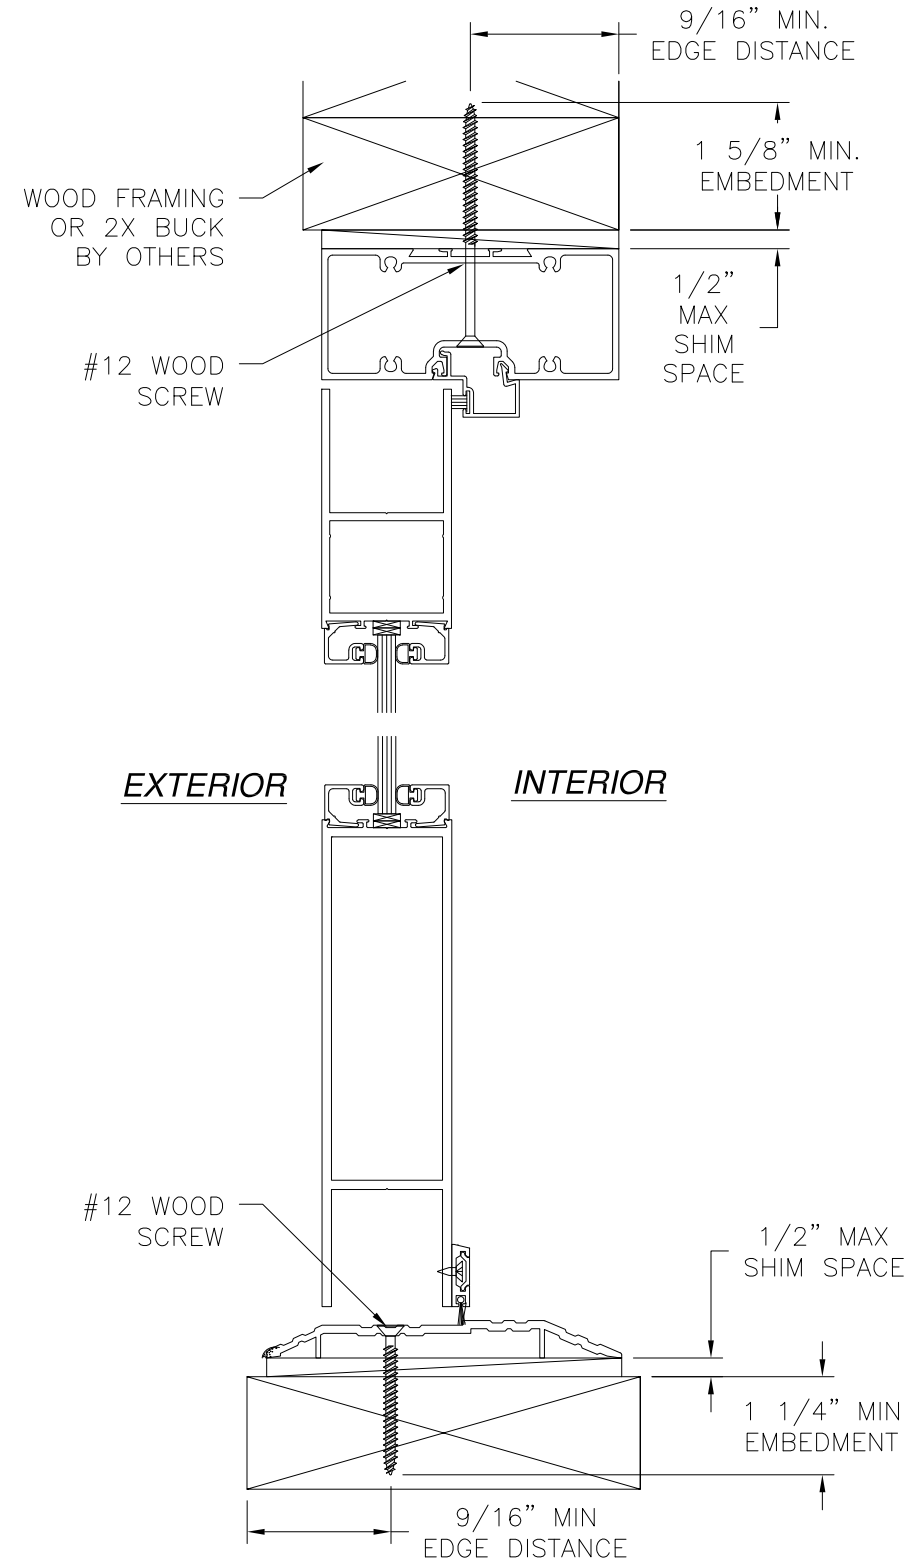 9/16” MIN.
EDGE DISTANCE
1 5/8” MIN.
EMBEDMENT
WOOD FRAMING
OR 2X BUCK
BY OTHERS
1/2”
MAX
SHIM
SPACE
#12 WOOD
SCREW
EXTERIOR
INTERIOR
#12 WOOD
SCREW
1/2” MAX
SHIM SPACE
1 1/4” MIN
EMBEDMENT
9/16” MIN
EDGE DISTANCE